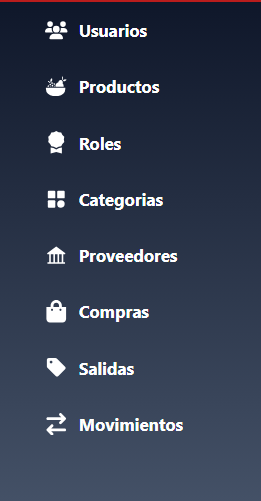 Usuarios
Productos
Roles
Categorias
Proveedores
Compras
Salidas
Movimientos